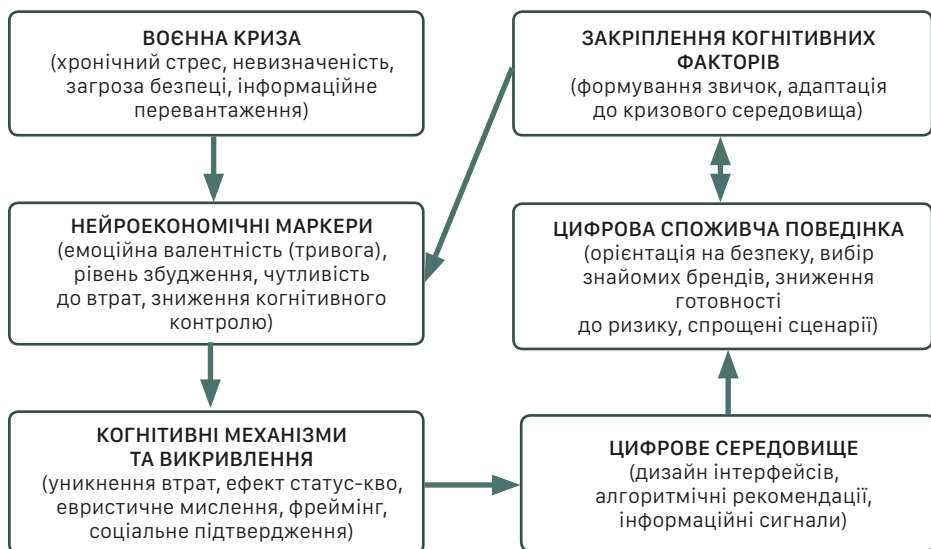 ВОЄННА КРИЗА
(хронічний стрес, невизначеність,
загроза безпеці, інформаційне
перевантаження)
ЗАКРІПЛЕННЯ КОГНІТИВНИХ
ФАКТОРІВ
(формування звичок, адаптація
до кризового середовища)
НЕЙРОЕКОНОМІЧНІ МАРКЕРИ
(емоційна валентність (тривога),
рівень збудження, чутливість
до втрат, зниження когнітивного
контролю)
ЦИФРОВА СПОЖИВЧА ПОВЕДІНКА
(орієнтація на безпеку, вибір
знайомих брендів, зниження
готовності
до ризику, спрощені сценарії)
КОГНІТИВНІ МЕХАНІЗМИ
ТА ВИКРИВЛЕННЯ
(уникнення втрат, ефект статус-кво,
евристичне мислення, фреймінг,
соціальне підтвердження)
ЦИФРОВЕ СЕРЕДОВИЩЕ
(дизайн інтерфейсів,
алгоритмічні рекомендації,
інформаційні сигнали)